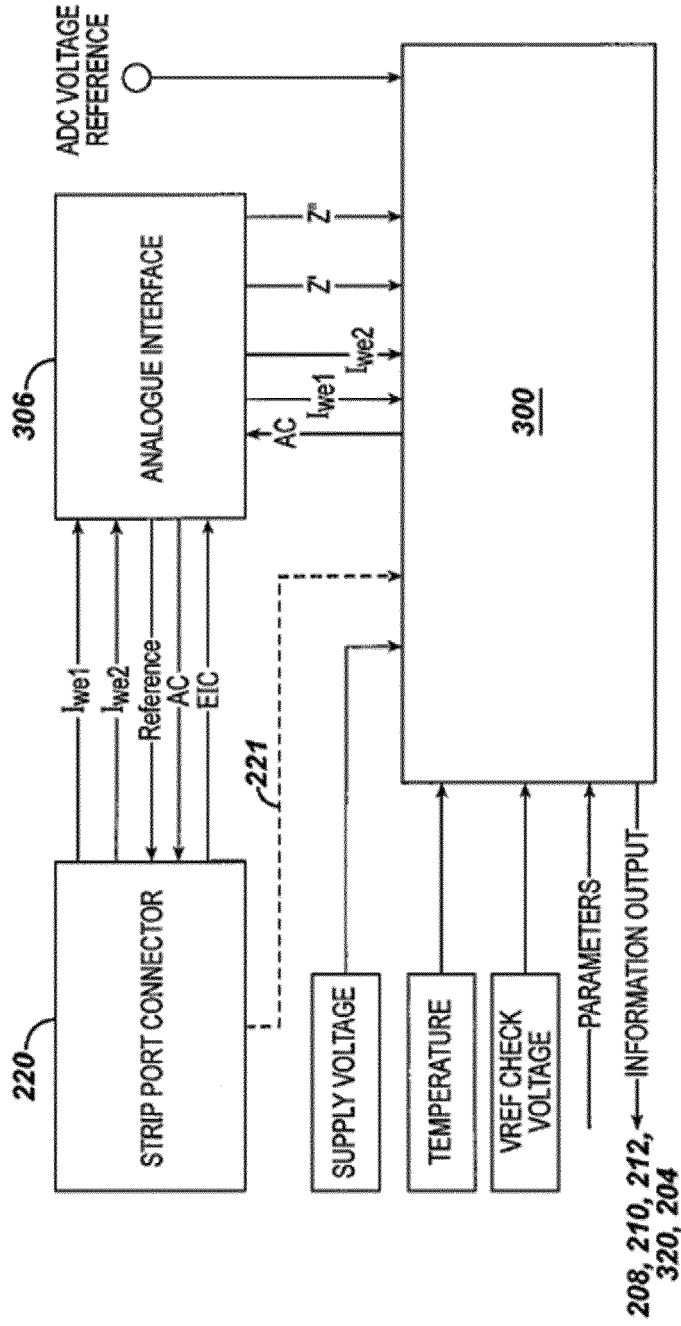 ADC VOLTAGE
REFERENCE
306
ANALOGUE INTERFACE
220
STRIP PORT CONNECTOR
Iwe1
Iwe2
Reference
AC
EIC
221
AC
Iwe1
Iwe2
Z'
Z"
300
SUPPLY VOLTAGE
TEMPERATURE
VREF CHECK
VOLTAGE
PARAMETERS
INFORMATION OUTPUT
208, 210, 212,
320, 204